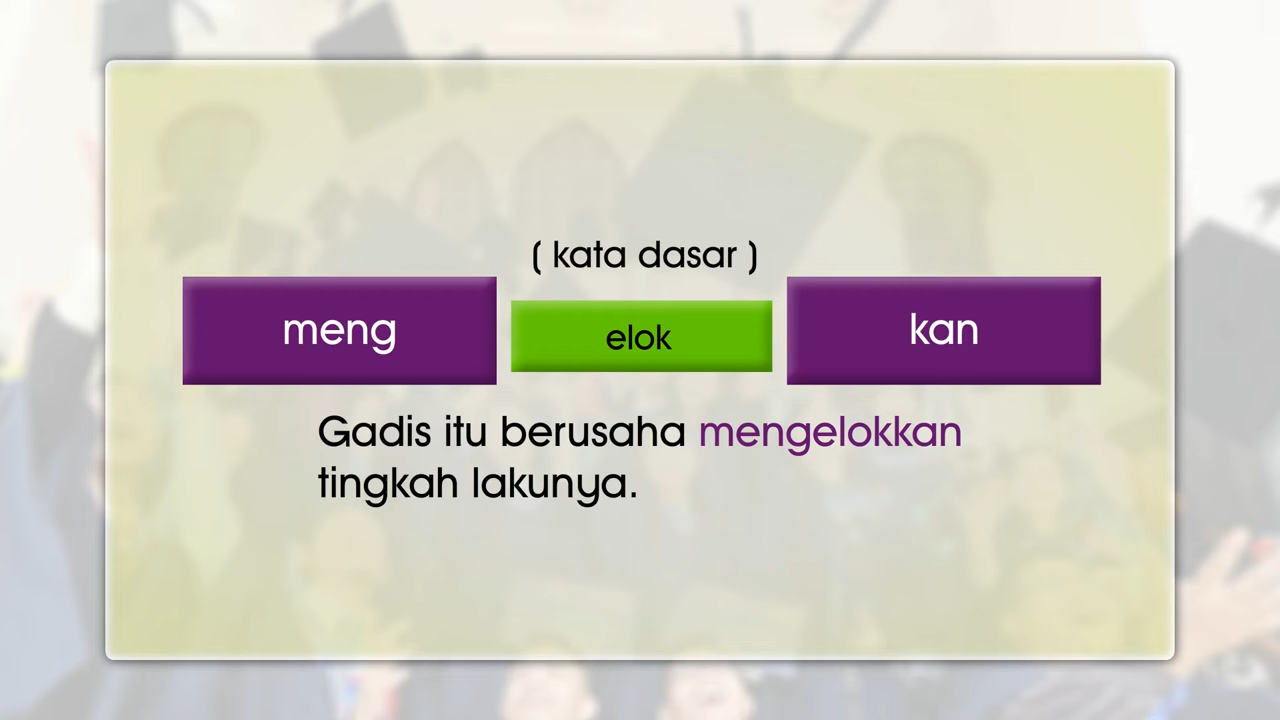 ( kata dasar )
meng elok kan
Gadis itu berusaha mengelokkan
tingkah lakunya.